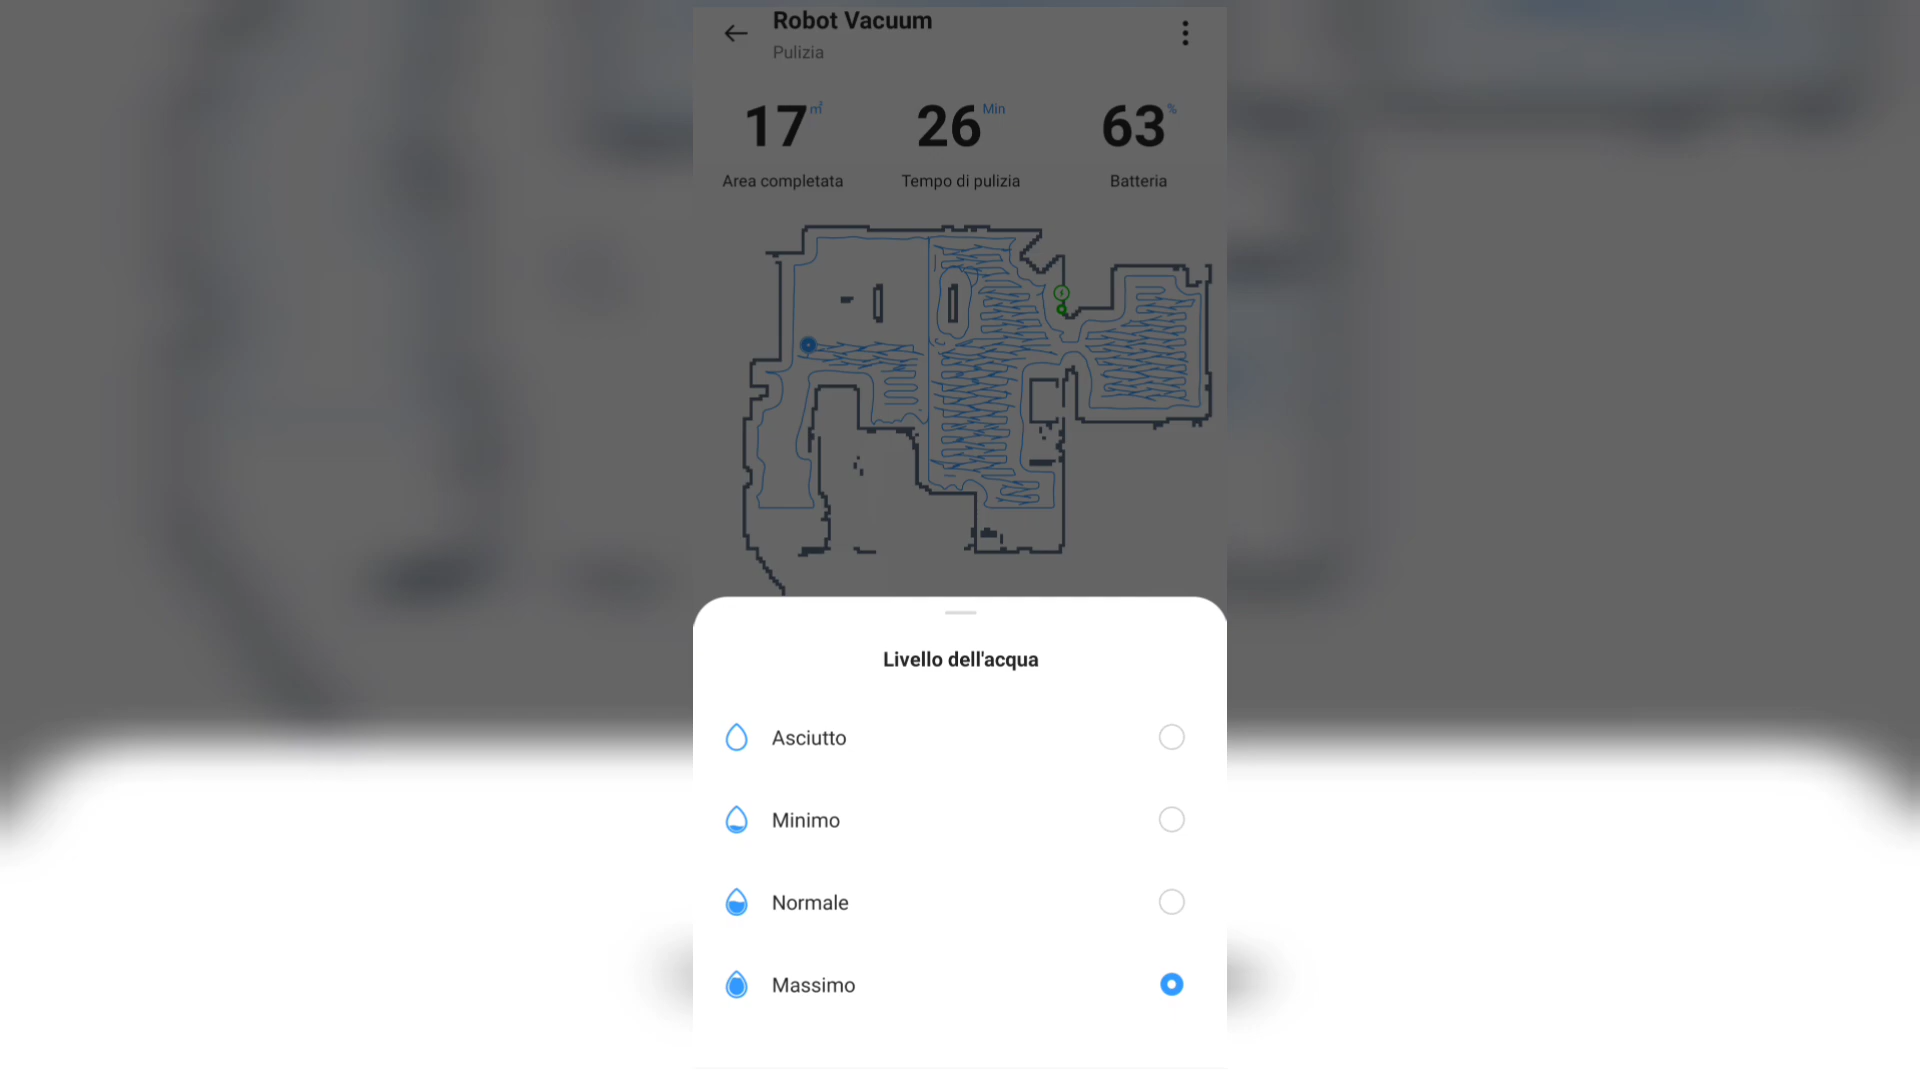 Robot Vacuum
Pulizia
17 m²
26 Min
63 %
Area completata
Tempo di pulizia
Batteria
Livello dell'acqua
Asciutto
Minimo
Normale
Massimo